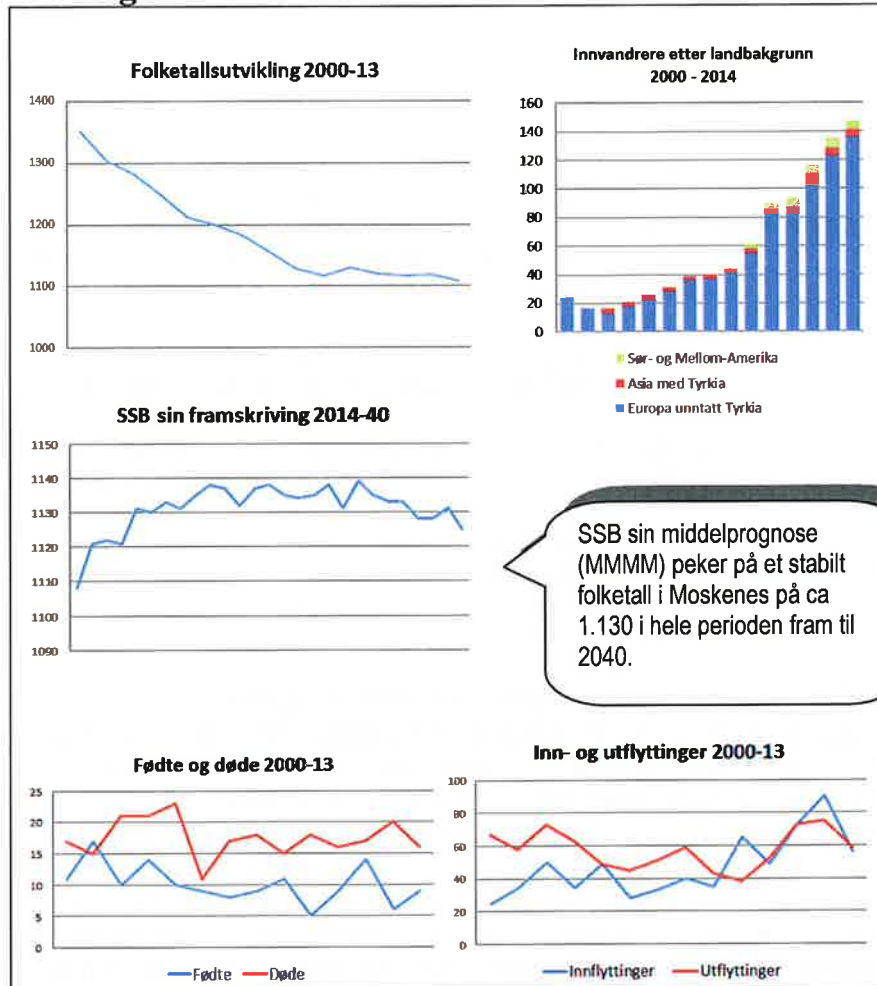 Folketallsutvikling 2000-13
1400
1300
1200
1100
1000
Innvandrere etter landbakgrunn
2000 - 2014
160
140
120
100
80
60
40
20
0
Sør- og Mellom-Amerika
Asia med Tyrkia
Europa unntatt Tyrkia
SSB sin framskriving 2014-40
1150
1140
1130
1120
1110
1100
1090
SSB sin middelprognose
(MMMM) peker på et stabilt
folketall i Moskenes på ca
1.130 i hele perioden fram til
2040.
Fødte og døde 2000-13
25
20
15
10
5
0
Fødte
Døde
Inn- og utflyttinger 2000-13
100
80
60
40
20
0
Innflyttinger
Utflyttinger